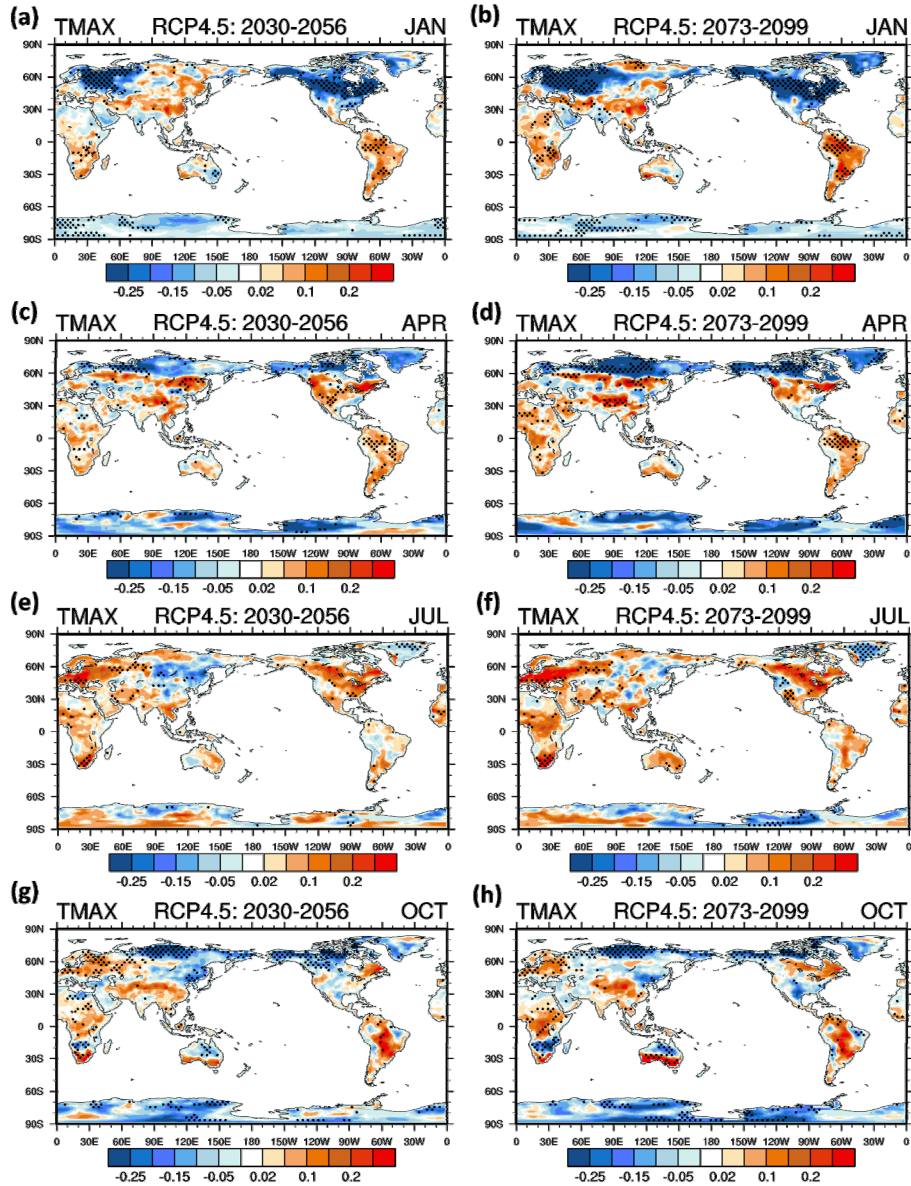 (a) (b)
TMAX RCP4.5: 2030-2056 JAN TMAX RCP4.5: 2073-2099 JAN
90N 90N
60N 60N
30N 30N
0 0
30S 30S
60S 60S
90S 90S
0 30E 60E 90E 120E 150E 180 150W 120W 90W 60W 30W 0 0 30E 60E 90E 120E 150E 180 150W 120W 90W 60W 30W 0
-0.25 -0.15 -0.05 0.02 0.1 0.2 -0.25 -0.15 -0.05 0.02 0.1 0.2
(c) (d)
TMAX RCP4.5: 2030-2056 APR TMAX RCP4.5: 2073-2099 APR
90N 90N
60N 60N
30N 30N
0 0
30S 30S
60S 60S
90S 90S
0 30E 60E 90E 120E 150E 180 150W 120W 90W 60W 30W 0 0 30E 60E 90E 120E 150E 180 150W 120W 90W 60W 30W 0
-0.25 -0.15 -0.05 0.02 0.1 0.2 -0.25 -0.15 -0.05 0.02 0.1 0.2
(e) (f)
TMAX RCP4.5: 2030-2056 JUL TMAX RCP4.5: 2073-2099 JUL
90N 90N
60N 60N
30N 30N
0 0
30S 30S
60S 60S
90S 90S
0 30E 60E 90E 120E 150E 180 150W 120W 90W 60W 30W 0 0 30E 60E 90E 120E 150E 180 150W 120W 90W 60W 30W 0
-0.25 -0.15 -0.05 0.02 0.1 0.2 -0.25 -0.15 -0.05 0.02 0.1 0.2
(g) (h)
TMAX RCP4.5: 2030-2056 OCT TMAX RCP4.5: 2073-2099 OCT
90N 90N
60N 60N
30N 30N
0 0
30S 30S
60S 60S
90S 90S
0 30E 60E 90E 120E 150E 180 150W 120W 90W 60W 30W 0 0 30E 60E 90E 120E 150E 180 150W 120W 90W 60W 30W 0
-0.25 -0.15 -0.05 0.02 0.1 0.2 -0.25 -0.15 -0.05 0.02 0.1 0.2